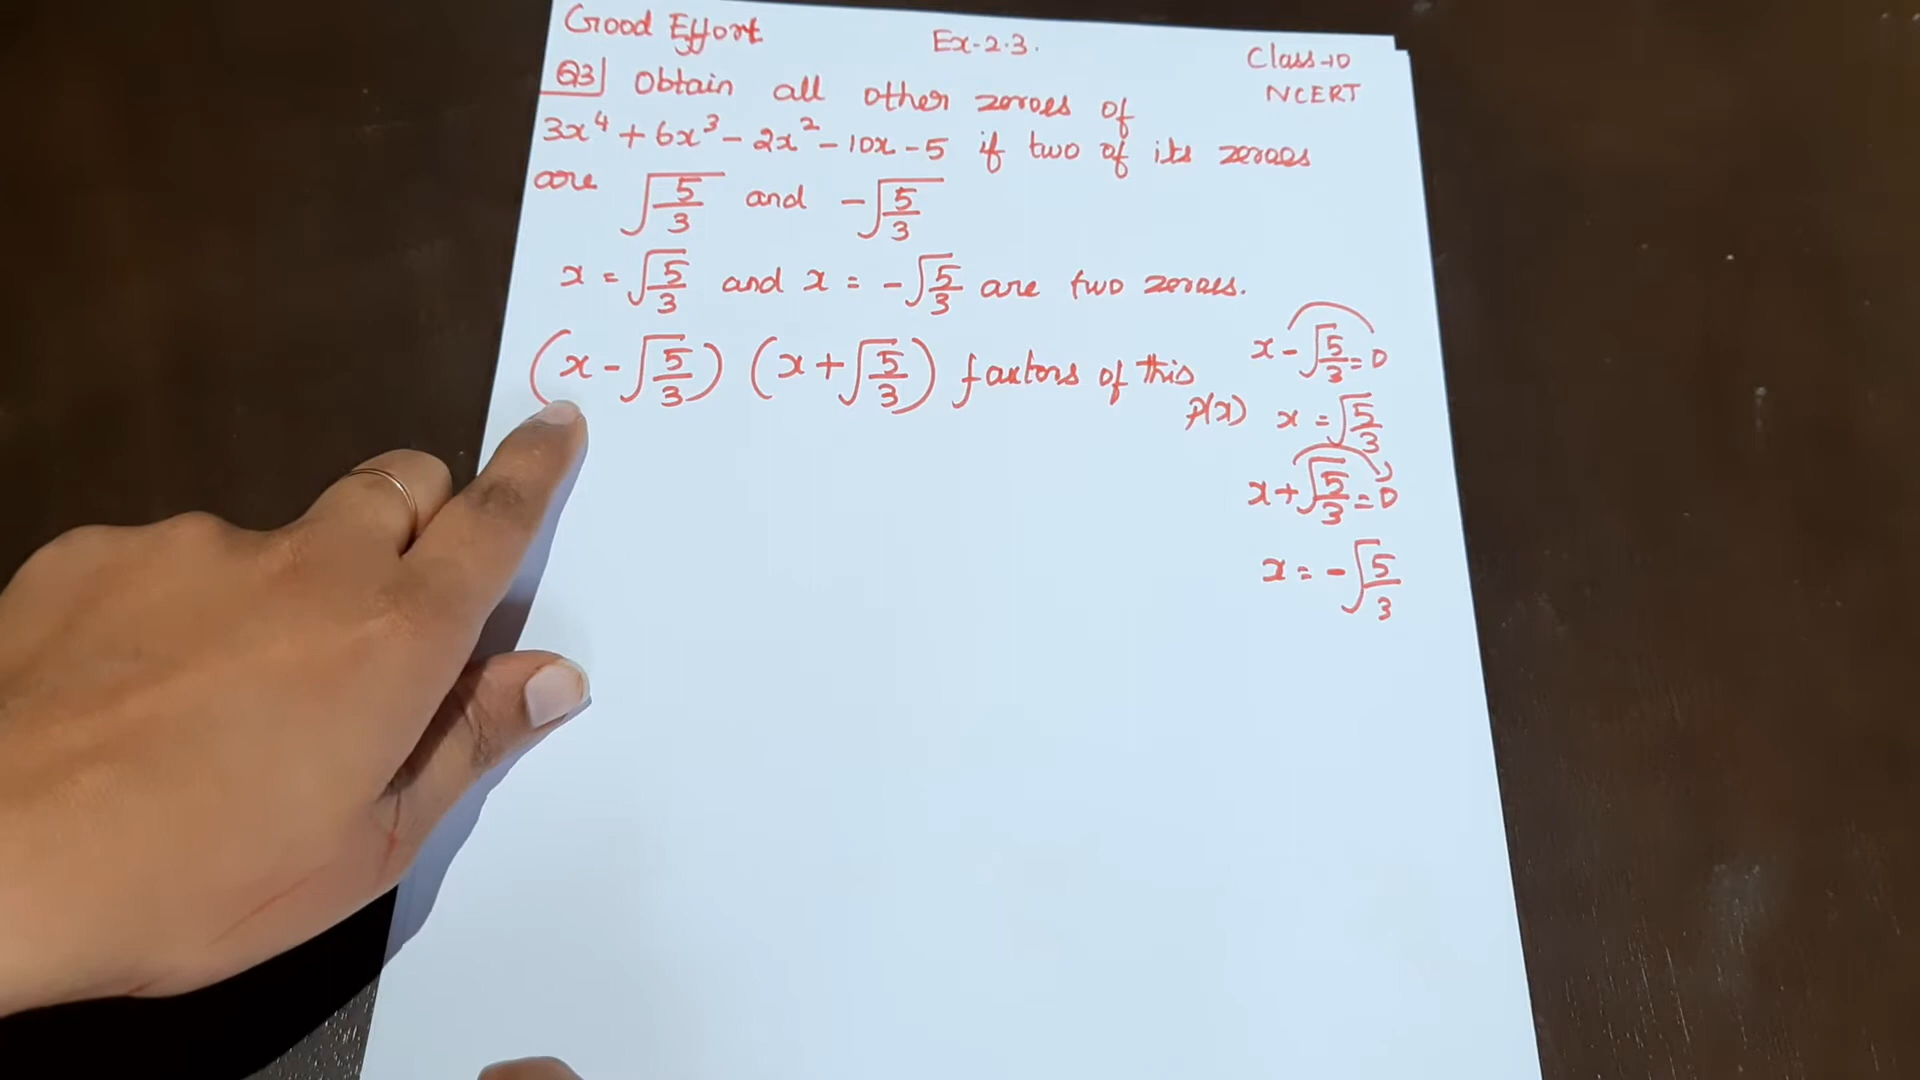 Good Effort
Ex-2.3.
Class-10
NCERT
Q3) Obtain all other zeroes of
3x⁴ + 6x³ - 2x² - 10x - 5 if two of its zeroes
are √5/3 and -√5/3
x = √5/3 and x = -√5/3 are two zeroes.
(x - √5/3) (x + √5/3) factors of this
p(x)
x - √5/3 = 0
x = √5/3
x + √5/3 = 0
x = -√5/3